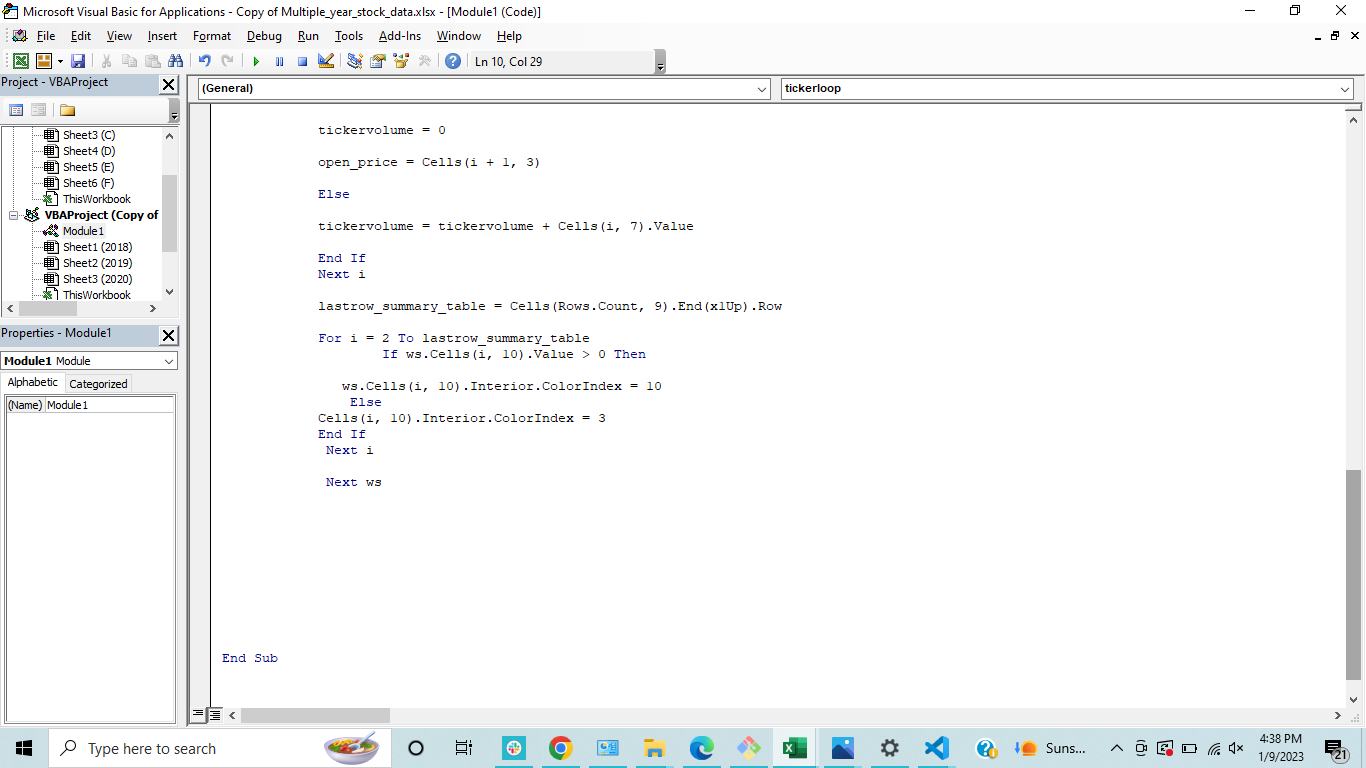 Microsoft Visual Basic for Applications - Copy of Multiple_year_stock_data.xlsx - [Module1 (Code)]
File Edit View Insert Format Debug Run Tools Add-Ins Window Help
Ln 10, Col 29
Project - VBAProject
(General) tickerloop
Sheet3 (C)
Sheet4 (D)
Sheet5 (E)
Sheet6 (F)
ThisWorkbook
VBAProject (Copy of
Module1
Sheet1 (2018)
Sheet2 (2019)
Sheet3 (2020)
ThisWorkbook
Properties - Module1
Module1 Module
Alphabetic Categorized
(Name) Module1
tickervolume = 0
open_price = Cells(i + 1, 3)
Else
tickervolume = tickervolume + Cells(i, 7).Value
End If
Next i
lastrow_summary_table = Cells(Rows.Count, 9).End(xlUp).Row
For i = 2 To lastrow_summary_table
If ws.Cells(i, 10).Value > 0 Then
ws.Cells(i, 10).Interior.ColorIndex = 10
Else
Cells(i, 10).Interior.ColorIndex = 3
End If
Next i
Next ws
End Sub
Type here to search
Suns...
4:38 PM
1/9/2023
21